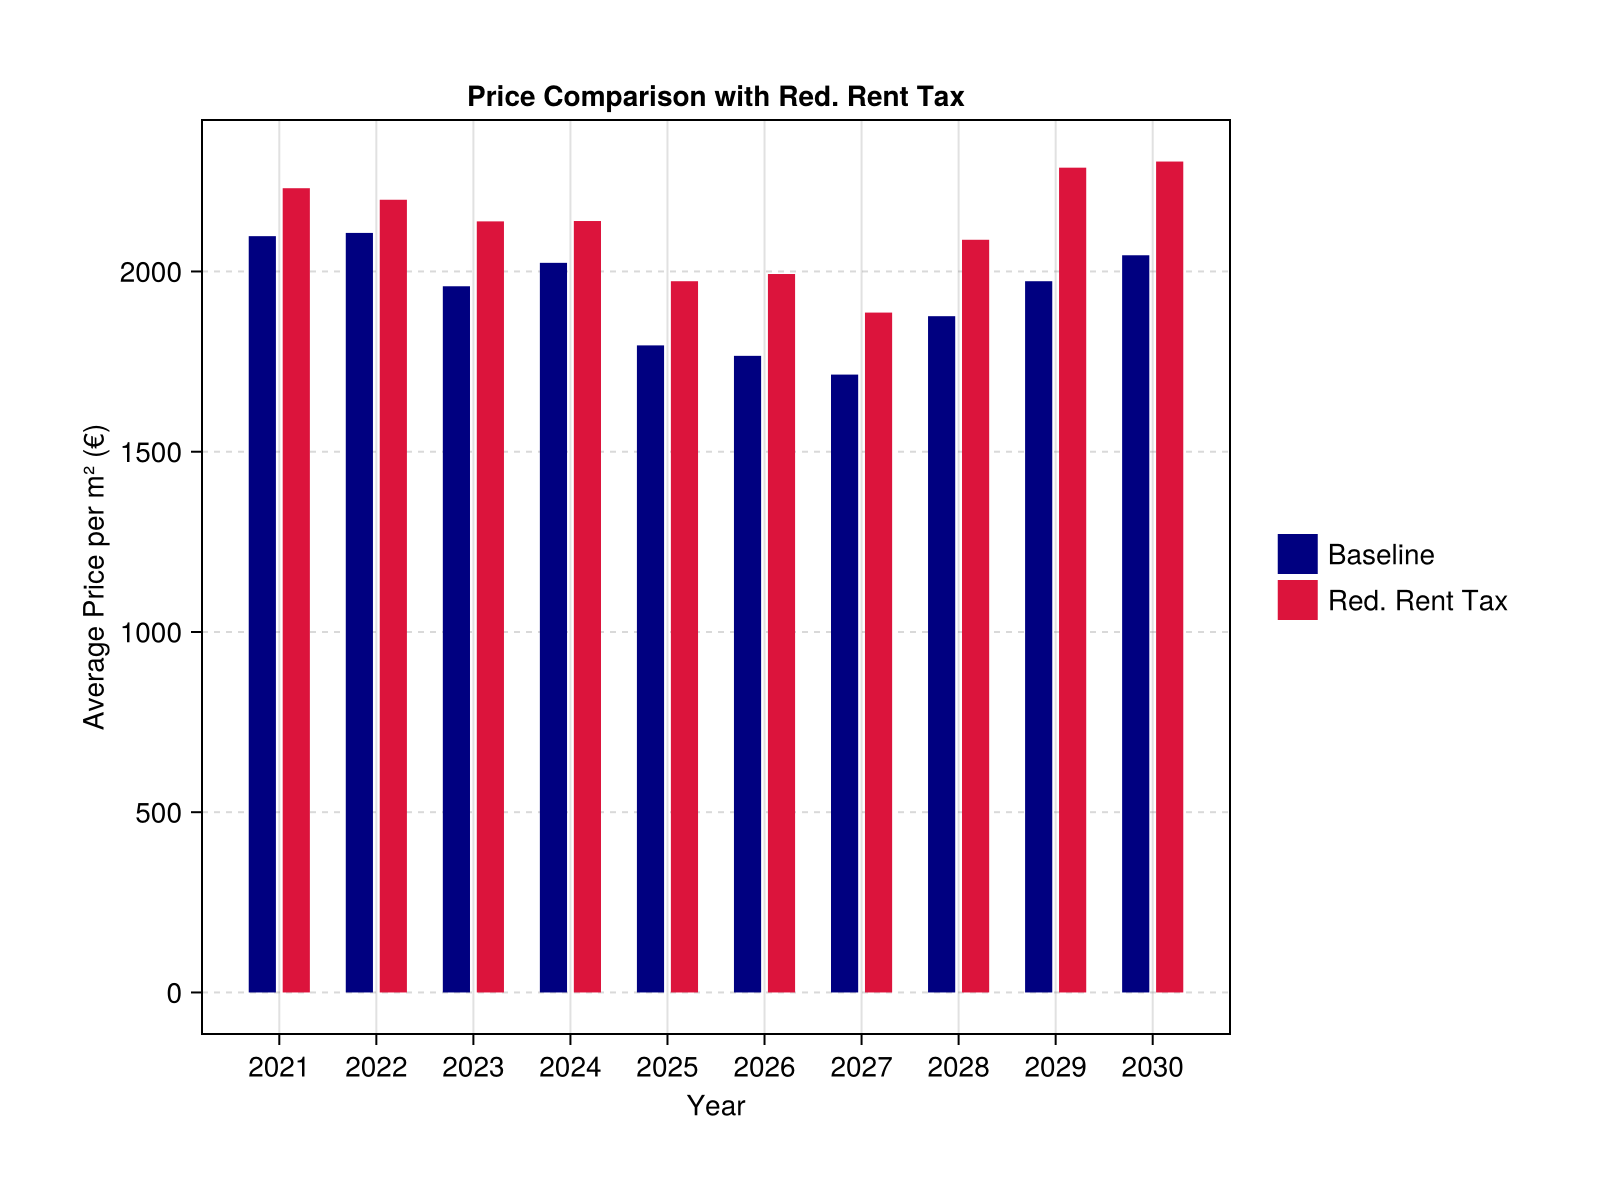 Price Comparison with Red. Rent Tax
Average Price per m² (€)
2000
1500
1000
500
0
2021 2022 2023 2024 2025 2026 2027 2028 2029 2030
Year
Baseline
Red. Rent Tax